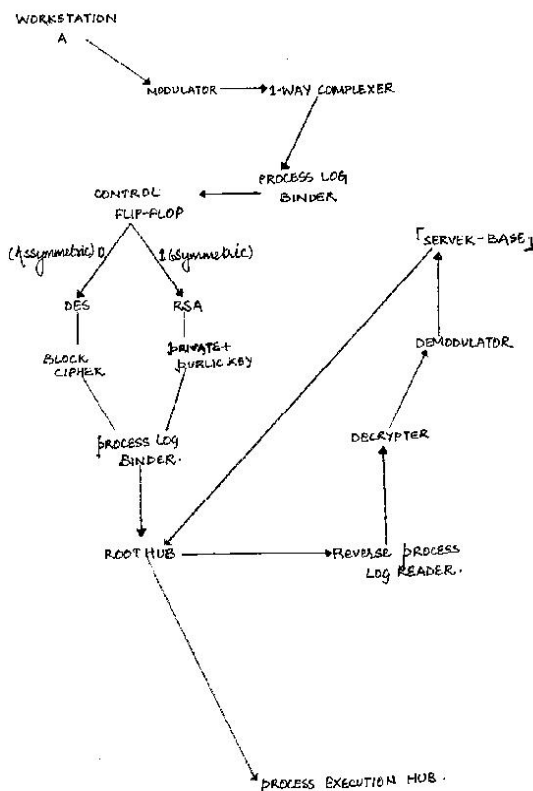 WORKSTATION
A
MODULATOR
1-WAY COMPLEXER
PROCESS LOG
BINDER
CONTROL
FLIP-FLOP
(Assymmetric) 0
1 (symmetric)
[SERVER-BASE]
DES
RSA
DEMODULATOR
BLOCK
CIPHER
PRIVATE +
PUBLIC KEY
PROCESS LOG
BINDER.
DECRYPTER
ROOT HUB
Reverse PROCESS
LOG READER.
PROCESS EXECUTION HUB.